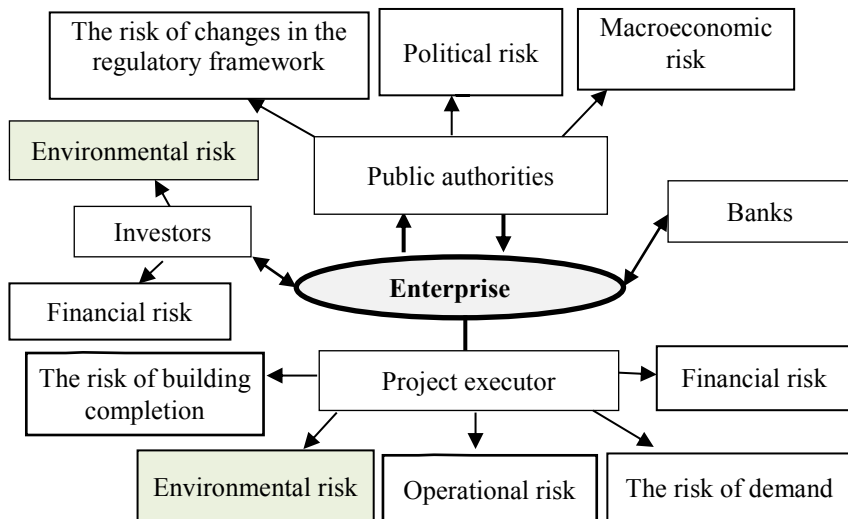 The risk of changes in the
regulatory framework
Political risk
Macroeconomic
risk
Environmental risk
Public authorities
Investors
Banks
Enterprise
Financial risk
The risk of building
completion
Project executor
Financial risk
Environmental risk
Operational risk
The risk of demand